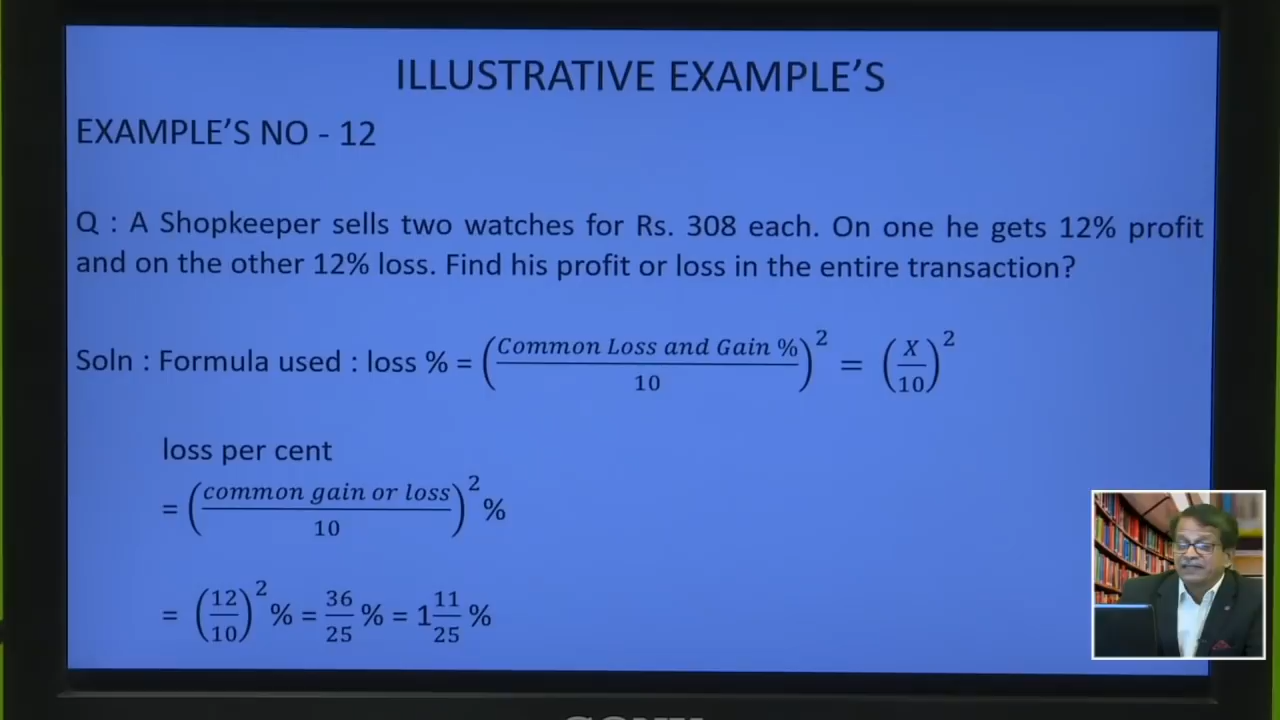 ILLUSTRATIVE EXAMPLE'S
EXAMPLE'S NO - 12
Q : A Shopkeeper sells two watches for Rs. 308 each. On one he gets 12% profit
and on the other 12% loss. Find his profit or loss in the entire transaction?
Soln : Formula used : loss % = (Common Loss and Gain % / 10)² = (X/10)²
loss per cent
= (common gain or loss / 10)² %
= (12/10)² % = 36/25 % = 1 11/25 %